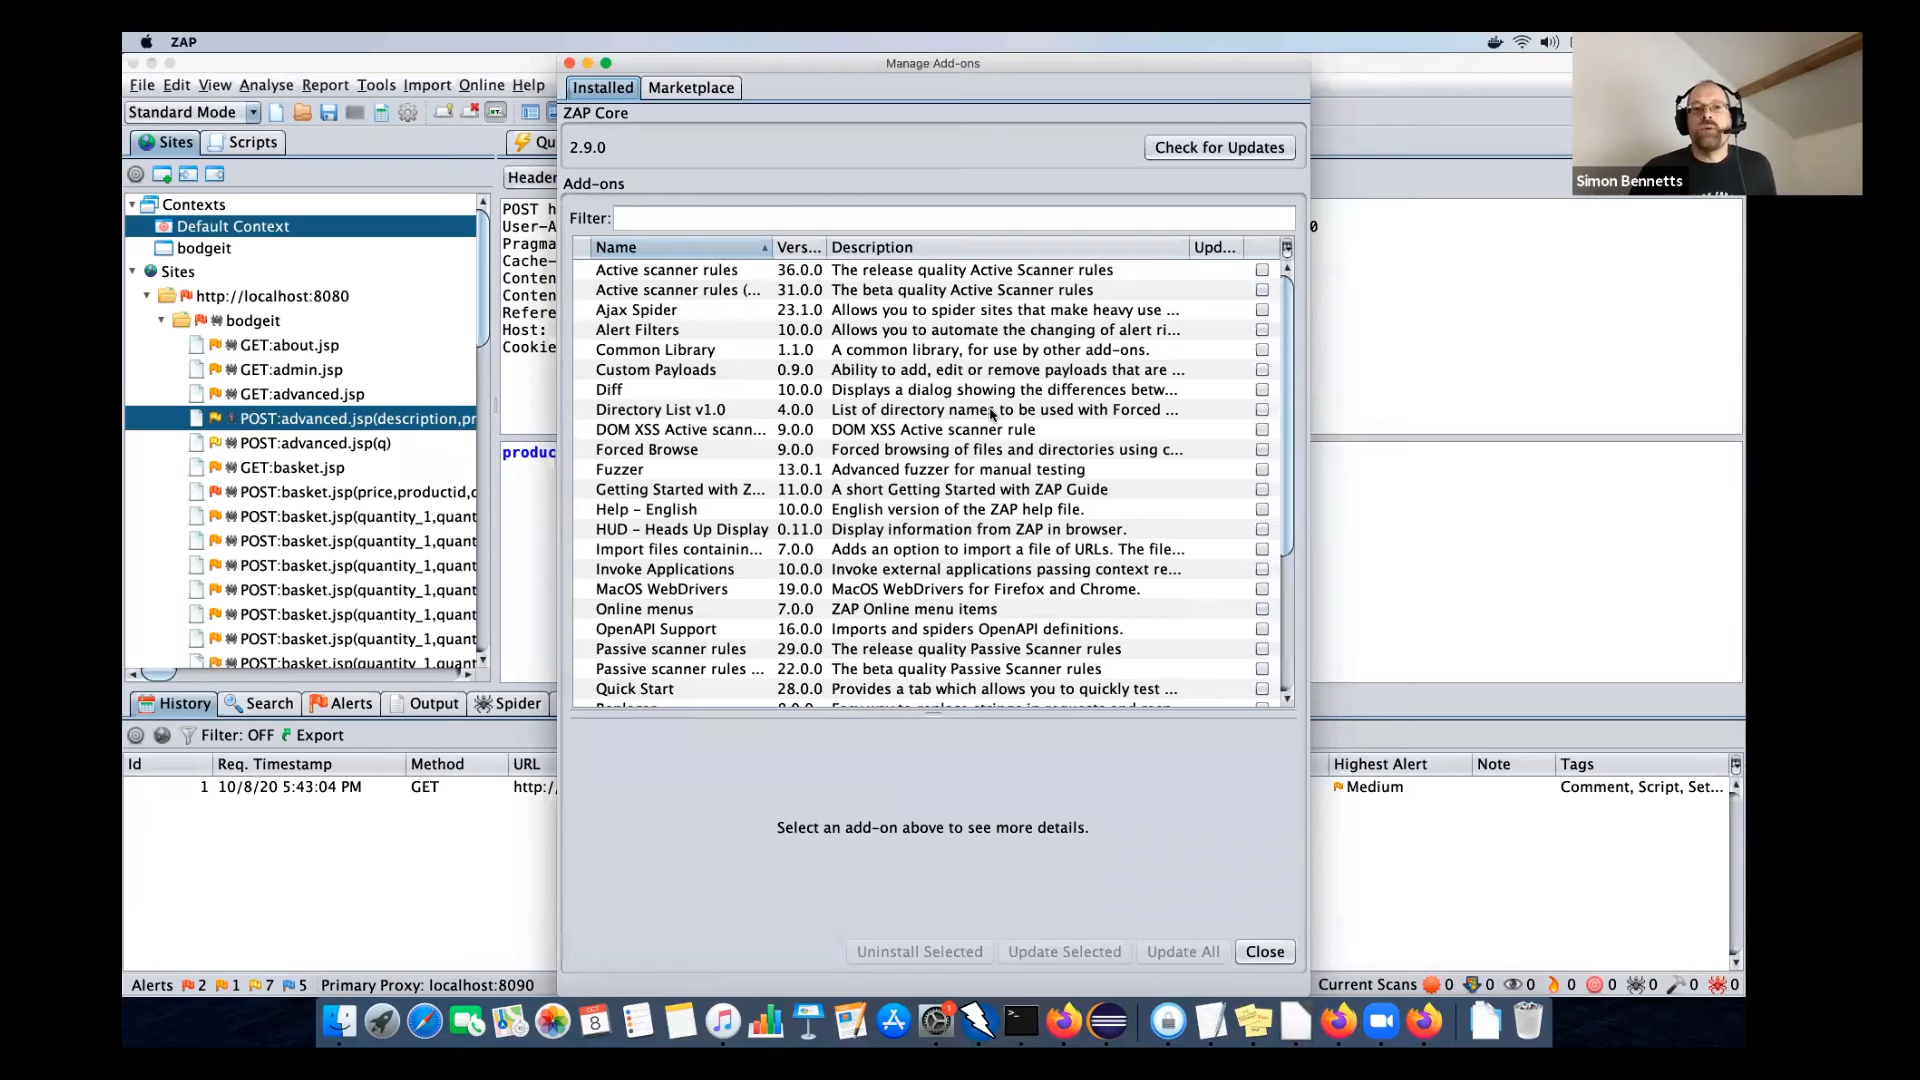 ZAP
Manage Add-ons
File Edit View Analyse Report Tools Import Online Help
Installed Marketplace
Standard Mode
ZAP Core
Sites Scripts
Qu
2.9.0
Check for Updates
Header
Add-ons
Simon Bennetts
Contexts
Default Context
bodgeit
Sites
http://localhost:8080
bodgeit
GET:about.jsp
GET:admin.jsp
GET:advanced.jsp
POST:advanced.jsp(description,pr
POST:advanced.jsp(q)
GET:basket.jsp
POST:basket.jsp(price,productid,q
POST:basket.jsp(quantity_1,quant
POST:basket.jsp(quantity_1,quant
POST:basket.jsp(quantity_1,quant
POST:basket.jsp(quantity_1,quant
POST:basket.jsp(quantity_1,quant
POST:basket.jsp(quantity_1,quant
POST:basket.jsp(quantity_1,quant
POST h
User-A
0
Pragma
Cache-
Conten
Conten
Refere
Host:
Cookie
produc
Filter:
Name Vers... Description Upd...
Active scanner rules 36.0.0 The release quality Active Scanner rules
Active scanner rules (... 31.0.0 The beta quality Active Scanner rules
Ajax Spider 23.1.0 Allows you to spider sites that make heavy use ...
Alert Filters 10.0.0 Allows you to automate the changing of alert ri...
Common Library 1.1.0 A common library, for use by other add-ons.
Custom Payloads 0.9.0 Ability to add, edit or remove payloads that are ...
Diff 10.0.0 Displays a dialog showing the differences betw...
Directory List v1.0 4.0.0 List of directory names to be used with Forced ...
DOM XSS Active scann... 9.0.0 DOM XSS Active scanner rule
Forced Browse 9.0.0 Forced browsing of files and directories using c...
Fuzzer 13.0.1 Advanced fuzzer for manual testing
Getting Started with Z... 11.0.0 A short Getting Started with ZAP Guide
Help - English 10.0.0 English version of the ZAP help file.
HUD - Heads Up Display 0.11.0 Display information from ZAP in browser.
Import files containin... 7.0.0 Adds an option to import a file of URLs. The file...
Invoke Applications 10.0.0 Invoke external applications passing context re...
MacOS WebDrivers 19.0.0 MacOS WebDrivers for Firefox and Chrome.
Online menus 7.0.0 ZAP Online menu items
OpenAPI Support 16.0.0 Imports and spiders OpenAPI definitions.
Passive scanner rules 29.0.0 The release quality Passive Scanner rules
Passive scanner rules ... 22.0.0 The beta quality Passive Scanner rules
Quick Start 28.0.0 Provides a tab which allows you to quickly test ...
Select an add-on above to see more details.
Uninstall Selected Update Selected Update All Close
History Search Alerts Output Spider
Filter: OFF Export
Id Req. Timestamp Method URL Highest Alert Note Tags
1 10/8/20 5:43:04 PM GET http:/ Medium Comment, Script, Set...
Alerts 2 1 7 5 Primary Proxy: localhost:8090
Current Scans 0 0 0 0 0 0 0 0
OCT
8
1